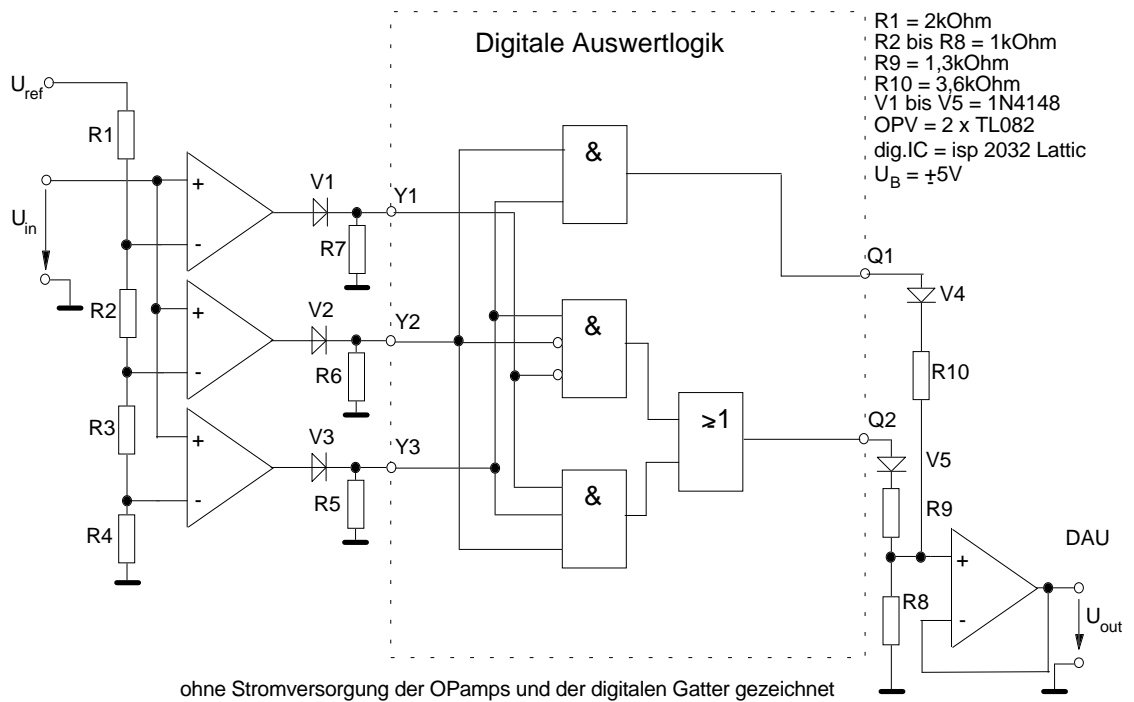 Digitale Auswertlogik
R1 = 2kOhm
R2 bis R8 = 1kOhm
R9 = 1,3kOhm
R10 = 3,6kOhm
V1 bis V5 = 1N4148
OPV = 2 x TL082
dig.IC = isp 2032 Lattic
U_B = ±5V
U_ref
R1
U_in
+
-
V1
Y1
R7
&
Q1
V4
R2
+
-
V2
Y2
R6
&
R10
R3
+
-
V3
Y3
R5
≥1
Q2
V5
R4
&
R9
DAU
+
-
R8
U_out
ohne Stromversorgung der OPamps und der digitalen Gatter gezeichnet